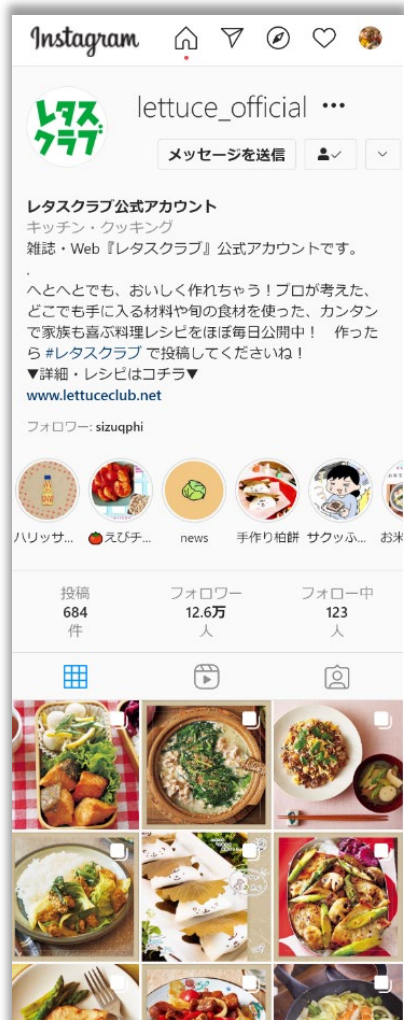 Instagram
レタス
クラブ
lettuce_official •••
メッセージを送信
レタスクラブ公式アカウント
キッチン・クッキング
雑誌・Web『レタスクラブ』公式アカウントです。
.
へとへとでも、おいしく作れちゃう！プロが考えた、
どこでも手に入る材料や旬の食材を使った、カンタン
で家族も喜ぶ料理レシピをほぼ毎日公開中！　作った
ら #レタスクラブ で投稿してくださいね！
▼詳細・レシピはコチラ▼
www.lettuceclub.net
フォロワー: sizuqphi
ハリッサ... 🍅えびチ... news 手作り柏餅 サクッふ... お米
投稿 フォロワー フォロー中
684 12.6万 123
件 人 人